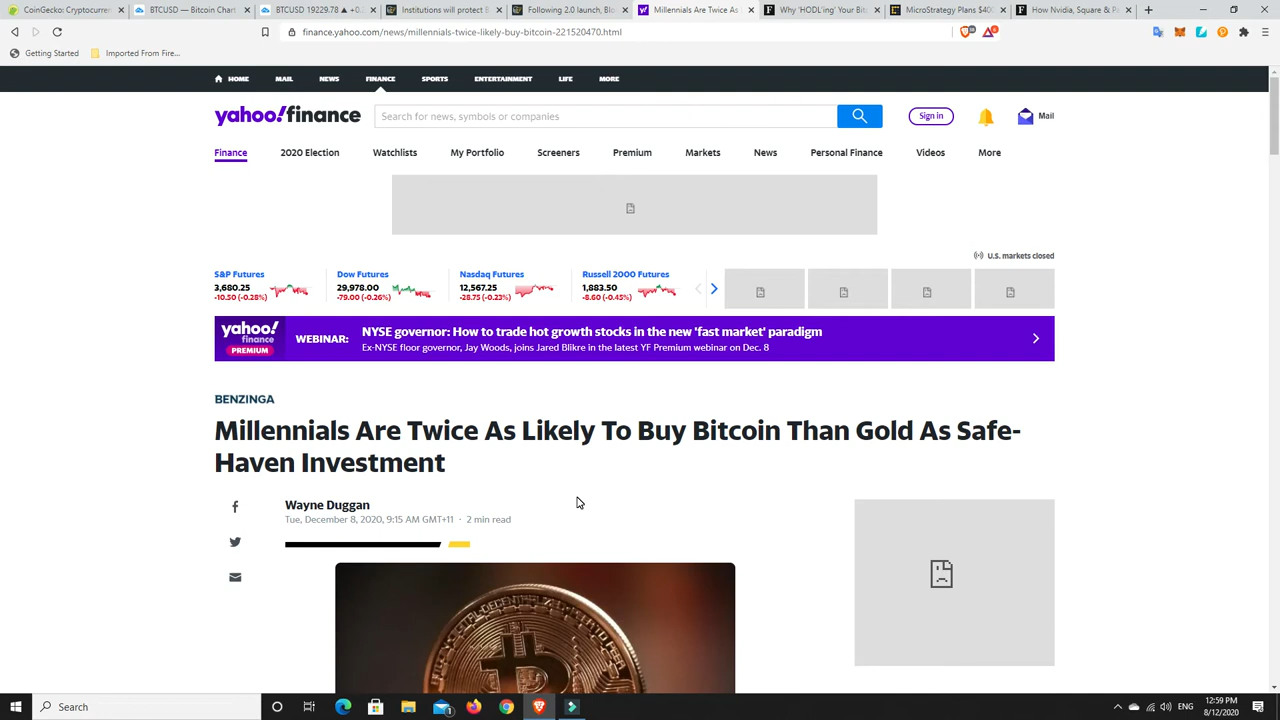 CoinGecko: Cryptocurrenc
BTCUSD — Bitcoin Chart
BTCUSD 19229.78 ▲ +0.
Institutions will protect B
Following 2.0 launch, Blo
Millennials Are Twice As
Why 'HODL'ing' Your Bit
MicroStrategy Plans $400
How Nvidia, Square & Pa
finance.yahoo.com/news/millennials-twice-likely-buy-bitcoin-221520470.html
Getting Started
Imported From Fire...
HOME
MAIL
NEWS
FINANCE
SPORTS
ENTERTAINMENT
LIFE
MORE
yahoo!finance
Search for news, symbols or companies
Sign in
Mail
Finance
2020 Election
Watchlists
My Portfolio
Screeners
Premium
Markets
News
Personal Finance
Videos
More
U.S. markets closed
S&P Futures
3,680.25
-10.50 (-0.28%)
Dow Futures
29,978.00
-79.00 (-0.26%)
Nasdaq Futures
12,567.25
-28.75 (-0.23%)
Russell 2000 Futures
1,883.50
-8.60 (-0.45%)
yahoo!
finance
PREMIUM
WEBINAR:
NYSE governor: How to trade hot growth stocks in the new 'fast market' paradigm
Ex-NYSE floor governor, Jay Woods, joins Jared Blikre in the latest YF Premium webinar on Dec. 8
BENZINGA
Millennials Are Twice As Likely To Buy Bitcoin Than Gold As Safe-
Haven Investment
Wayne Duggan
Tue, December 8, 2020, 9:15 AM GMT+11 · 2 min read
DECENTRALIZED
Search
ENG
12:59 PM
8/12/2020